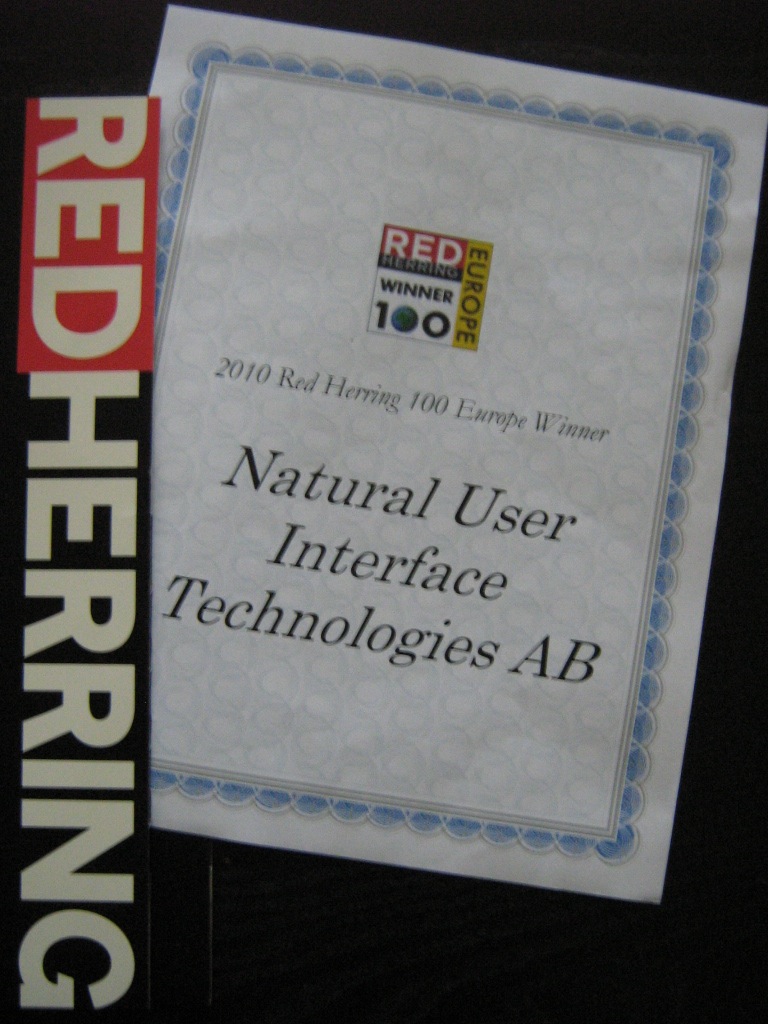 RED HERRING
RED
HERRING
WINNER
100
EUROPE
2010 Red Herring 100 Europe Winner
Natural User
Interface
Technologies AB